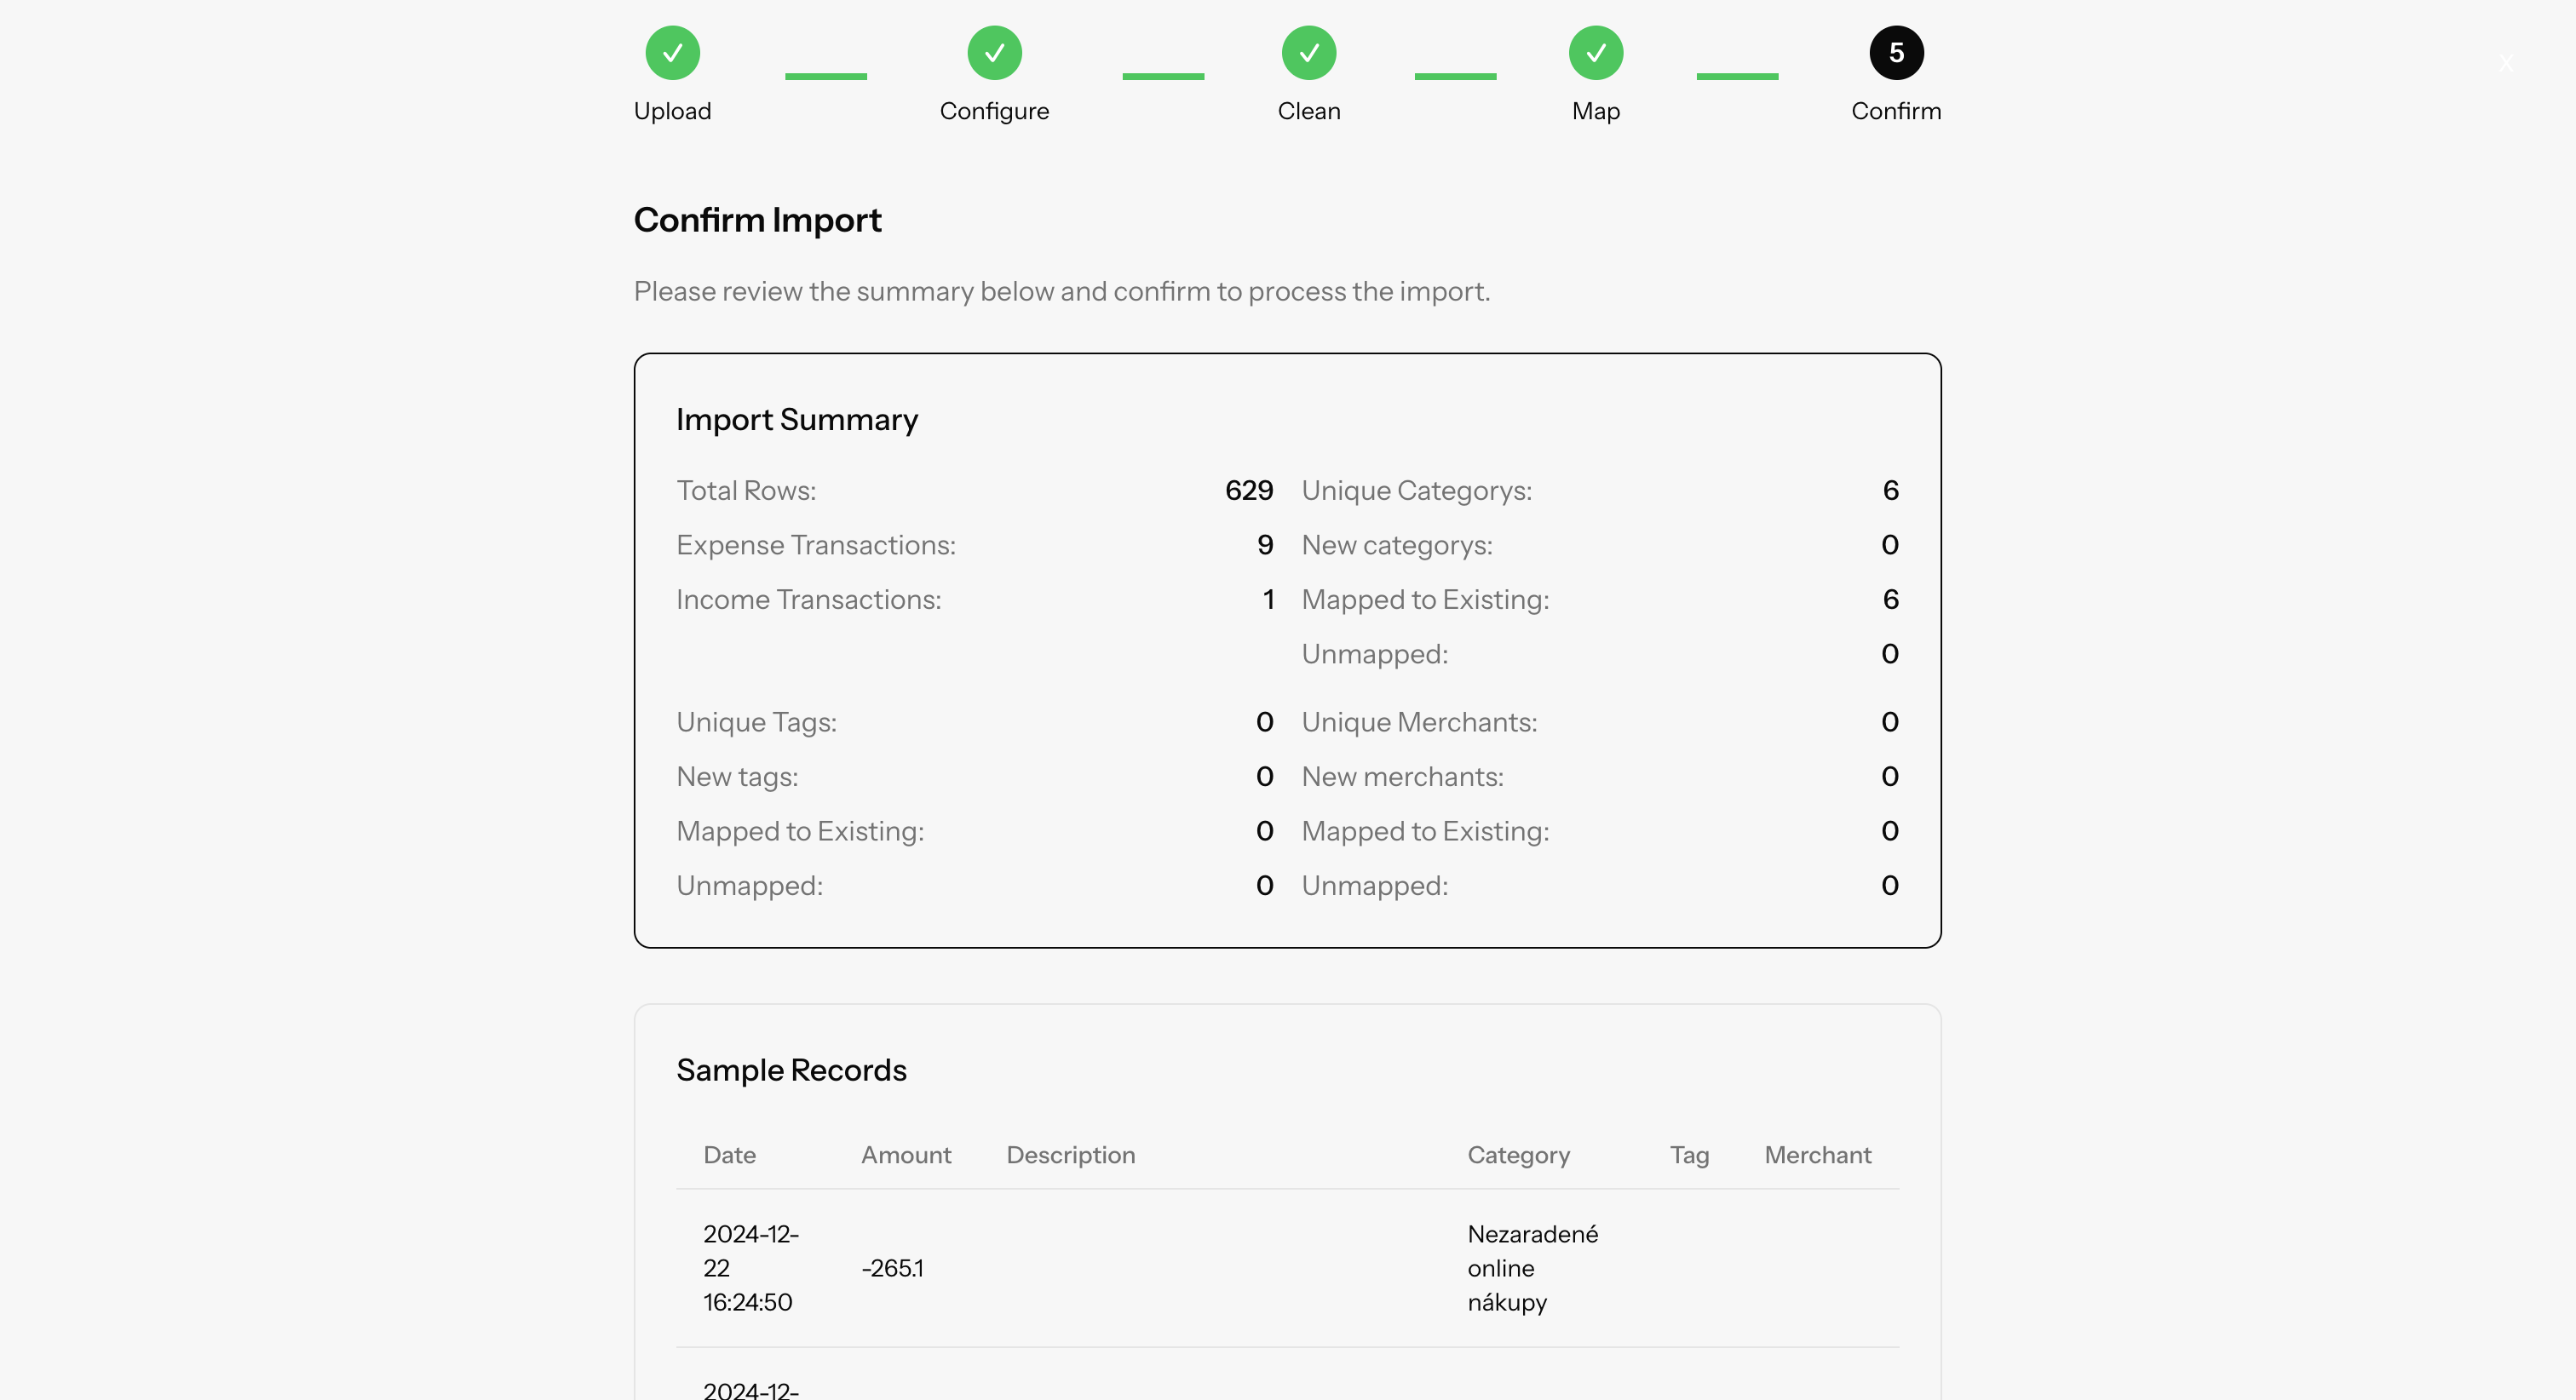 5
X
Upload
Configure
Clean
Map
Confirm
Confirm Import
Please review the summary below and confirm to process the import.
Import Summary
Total Rows: 629 Unique Categorys: 6
Expense Transactions: 9 New categorys: 0
Income Transactions: 1 Mapped to Existing: 6
Unmapped: 0
Unique Tags: 0 Unique Merchants: 0
New tags: 0 New merchants: 0
Mapped to Existing: 0 Mapped to Existing: 0
Unmapped: 0 Unmapped: 0
Sample Records
Date Amount Description Category Tag Merchant
2024-12-
22
16:24:50
-265.1
Nezaradené
online
nákupy
2024-12-